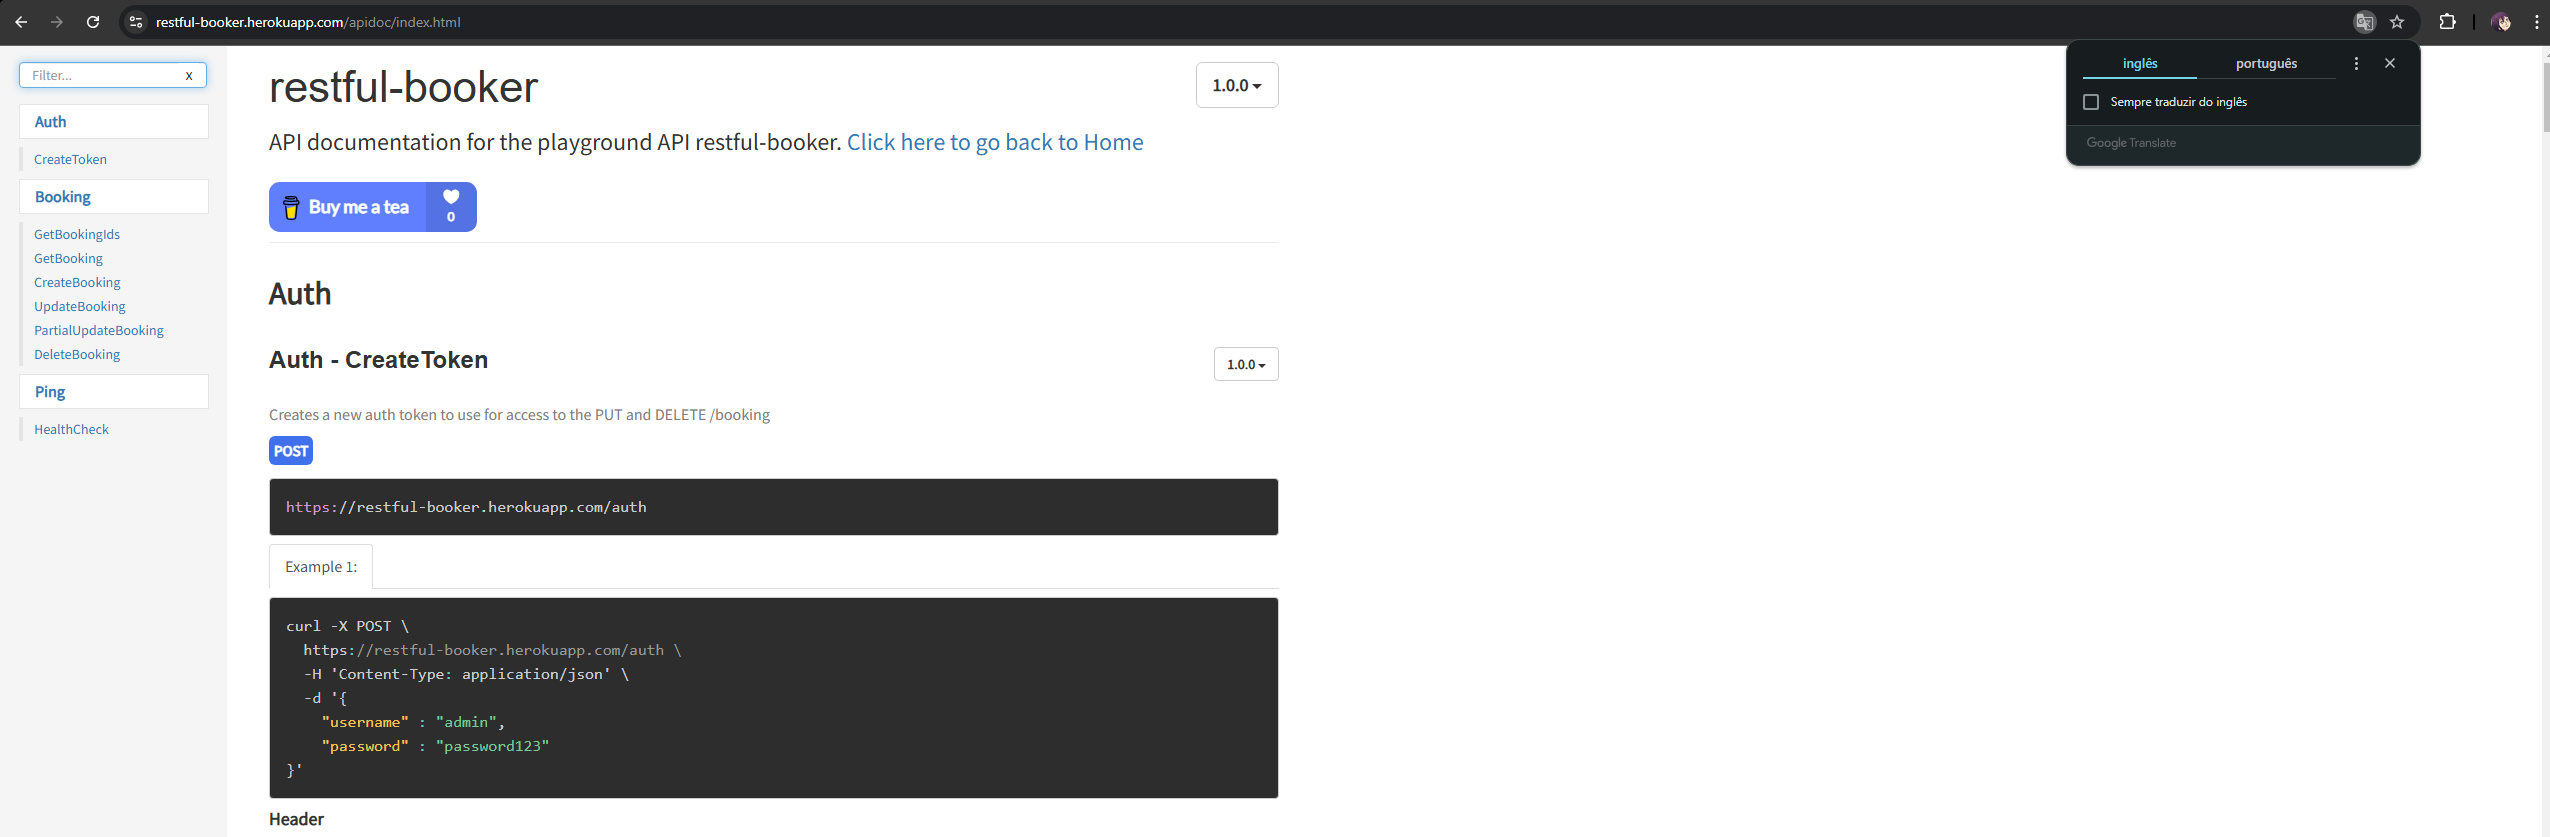 restful-booker.herokuapp.com/apidoc/index.html
inglês português
Sempre traduzir do inglês
Google Translate
Filter... x
Auth
CreateToken
Booking
GetBookingIds
GetBooking
CreateBooking
UpdateBooking
PartialUpdateBooking
DeleteBooking
Ping
HealthCheck
restful-booker
1.0.0
API documentation for the playground API restful-booker. Click here to go back to Home
Buy me a tea
0
Auth
Auth - CreateToken
1.0.0
Creates a new auth token to use for access to the PUT and DELETE /booking
POST
https://restful-booker.herokuapp.com/auth
Example 1:
curl -X POST \
https://restful-booker.herokuapp.com/auth \
-H 'Content-Type: application/json' \
-d '{
"username" : "admin",
"password" : "password123"
}'
Header